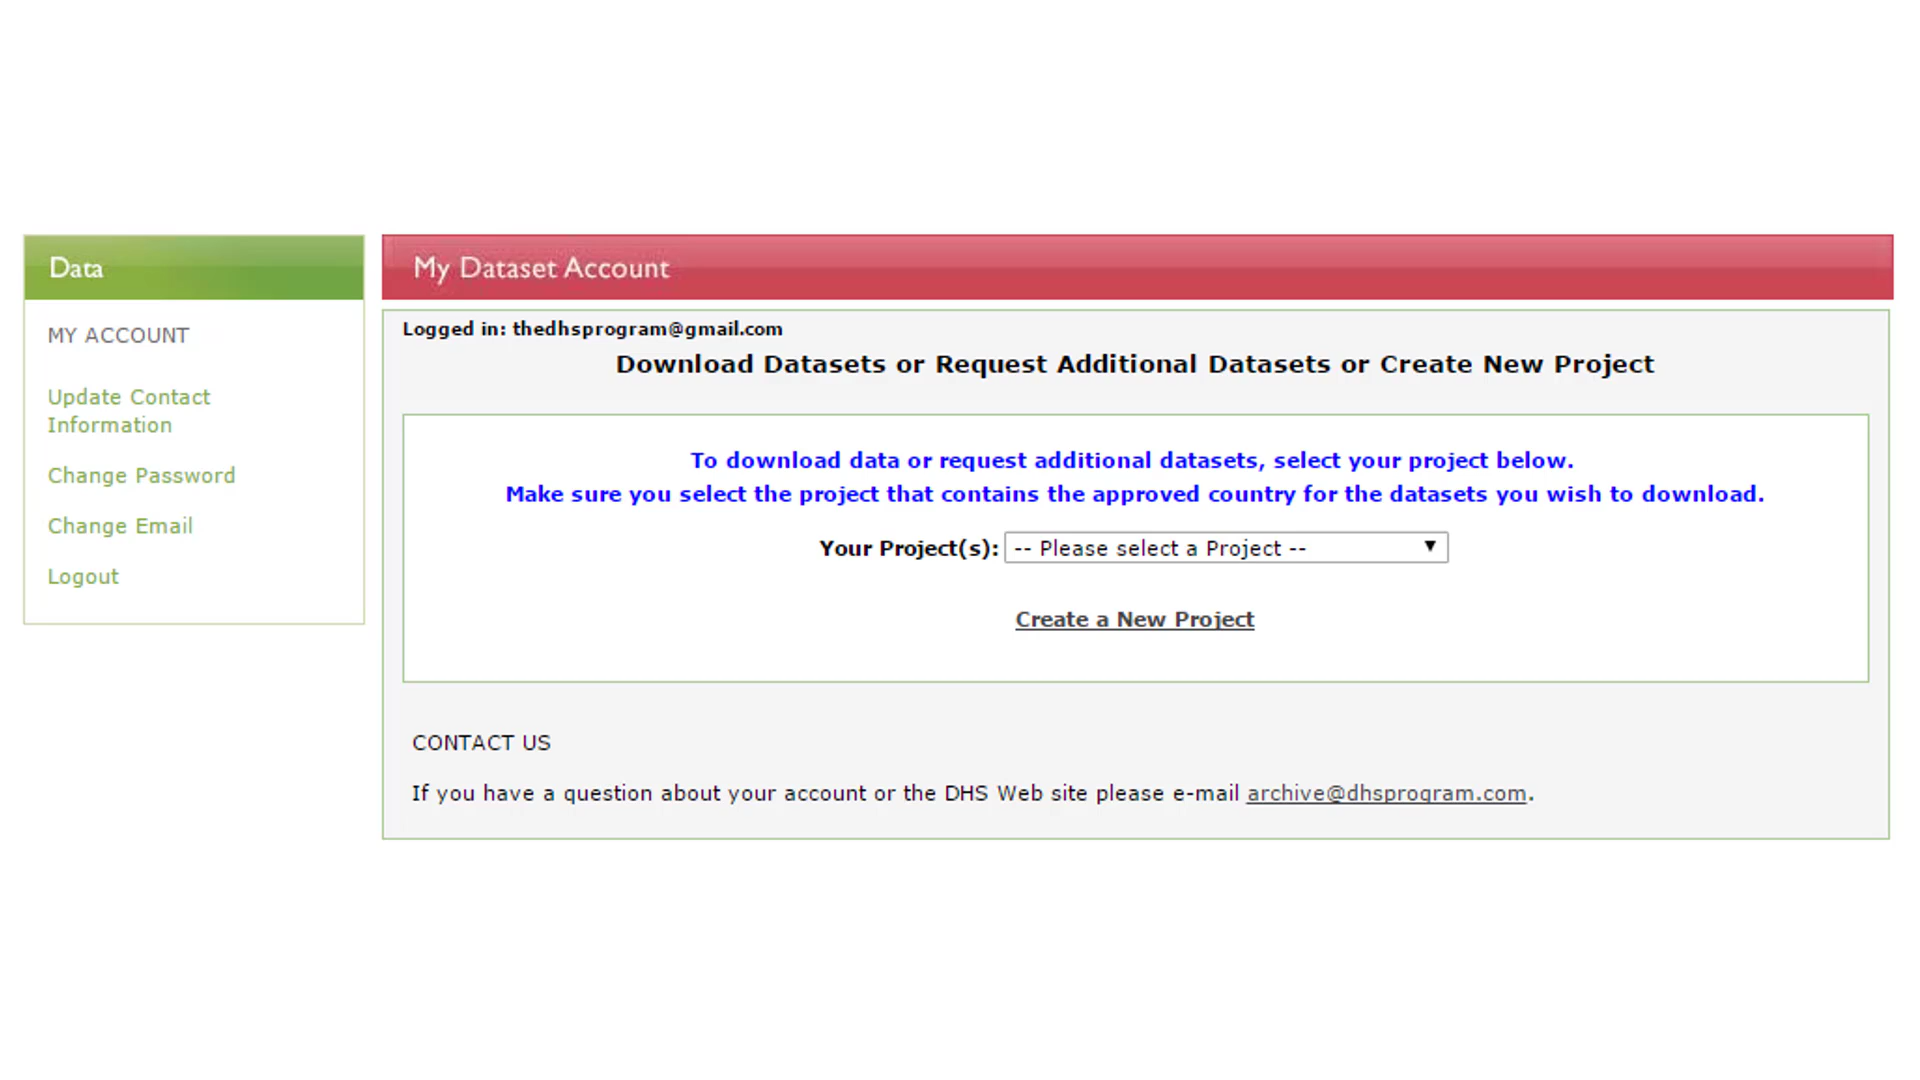 Data
MY ACCOUNT
Update Contact
Information
Change Password
Change Email
Logout
My Dataset Account
Logged in: thedhsprogram@gmail.com
Download Datasets or Request Additional Datasets or Create New Project
To download data or request additional datasets, select your project below.
Make sure you select the project that contains the approved country for the datasets you wish to download.
Your Project(s): -- Please select a Project --
Create a New Project
CONTACT US
If you have a question about your account or the DHS Web site please e-mail archive@dhsprogram.com.